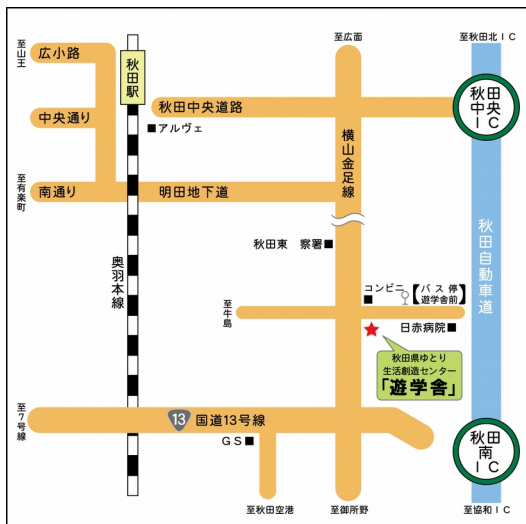 至広面
至秋田北IC
至山王
広小路
秋田駅
秋田中央IC
中央通り
秋田中央道路
アルヴェ
横山金足線
至有楽町
南通り
明田地下道
秋田東 察署
奥羽本線
秋田自動車道
コンビニ
【バス停
遊学舎前】
至牛島
日赤病院
秋田県ゆとり
生活創造センター
「遊学舎」
至7号線
13
国道13号線
GS
秋田南IC
至秋田空港
至御所野
至協和IC